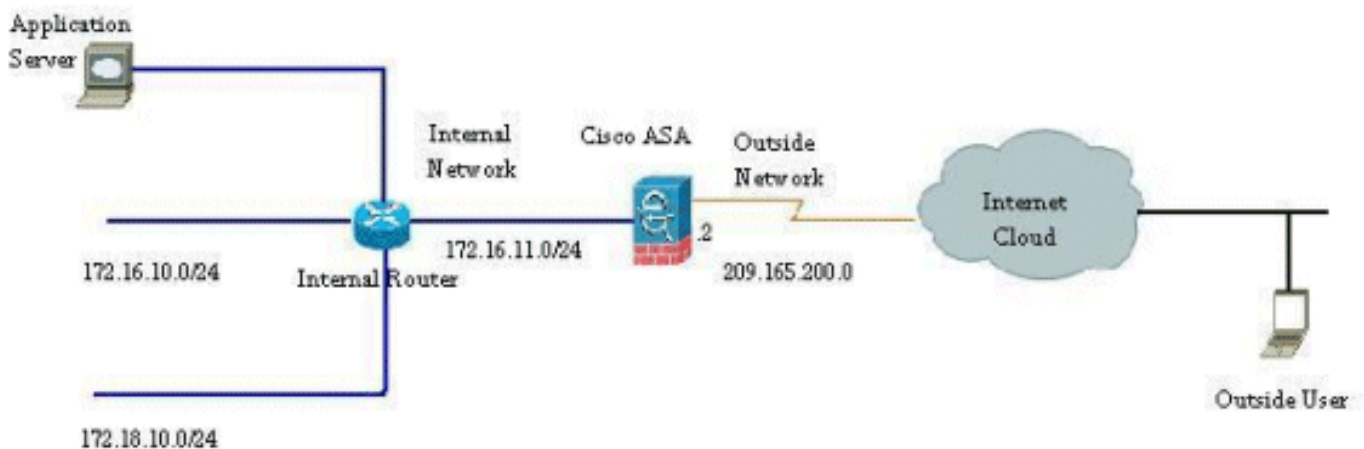 Application
Server
Internal
Network
Cisco ASA
Outside
Network
Internet
Cloud
.2
172.16.11.0/24
172.16.10.0/24
Internal Router
209.165.200.0
Outside User
172.18.10.0/24